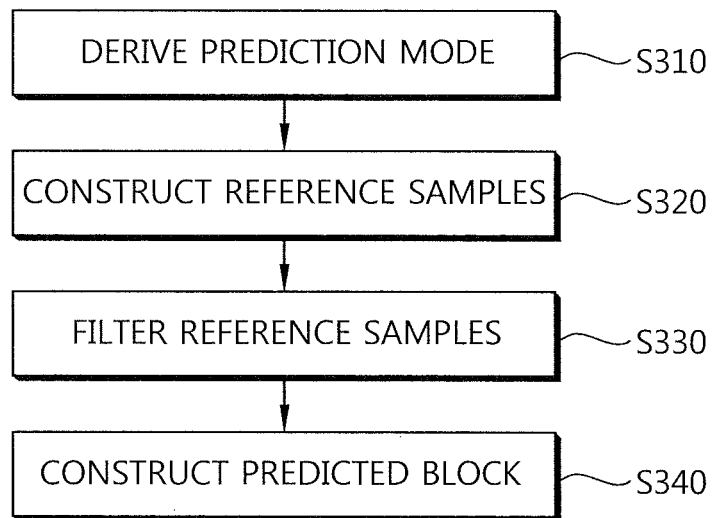 DERIVE PREDICTION MODE
S310
CONSTRUCT REFERENCE SAMPLES
S320
FILTER REFERENCE SAMPLES
S330
CONSTRUCT PREDICTED BLOCK
S340